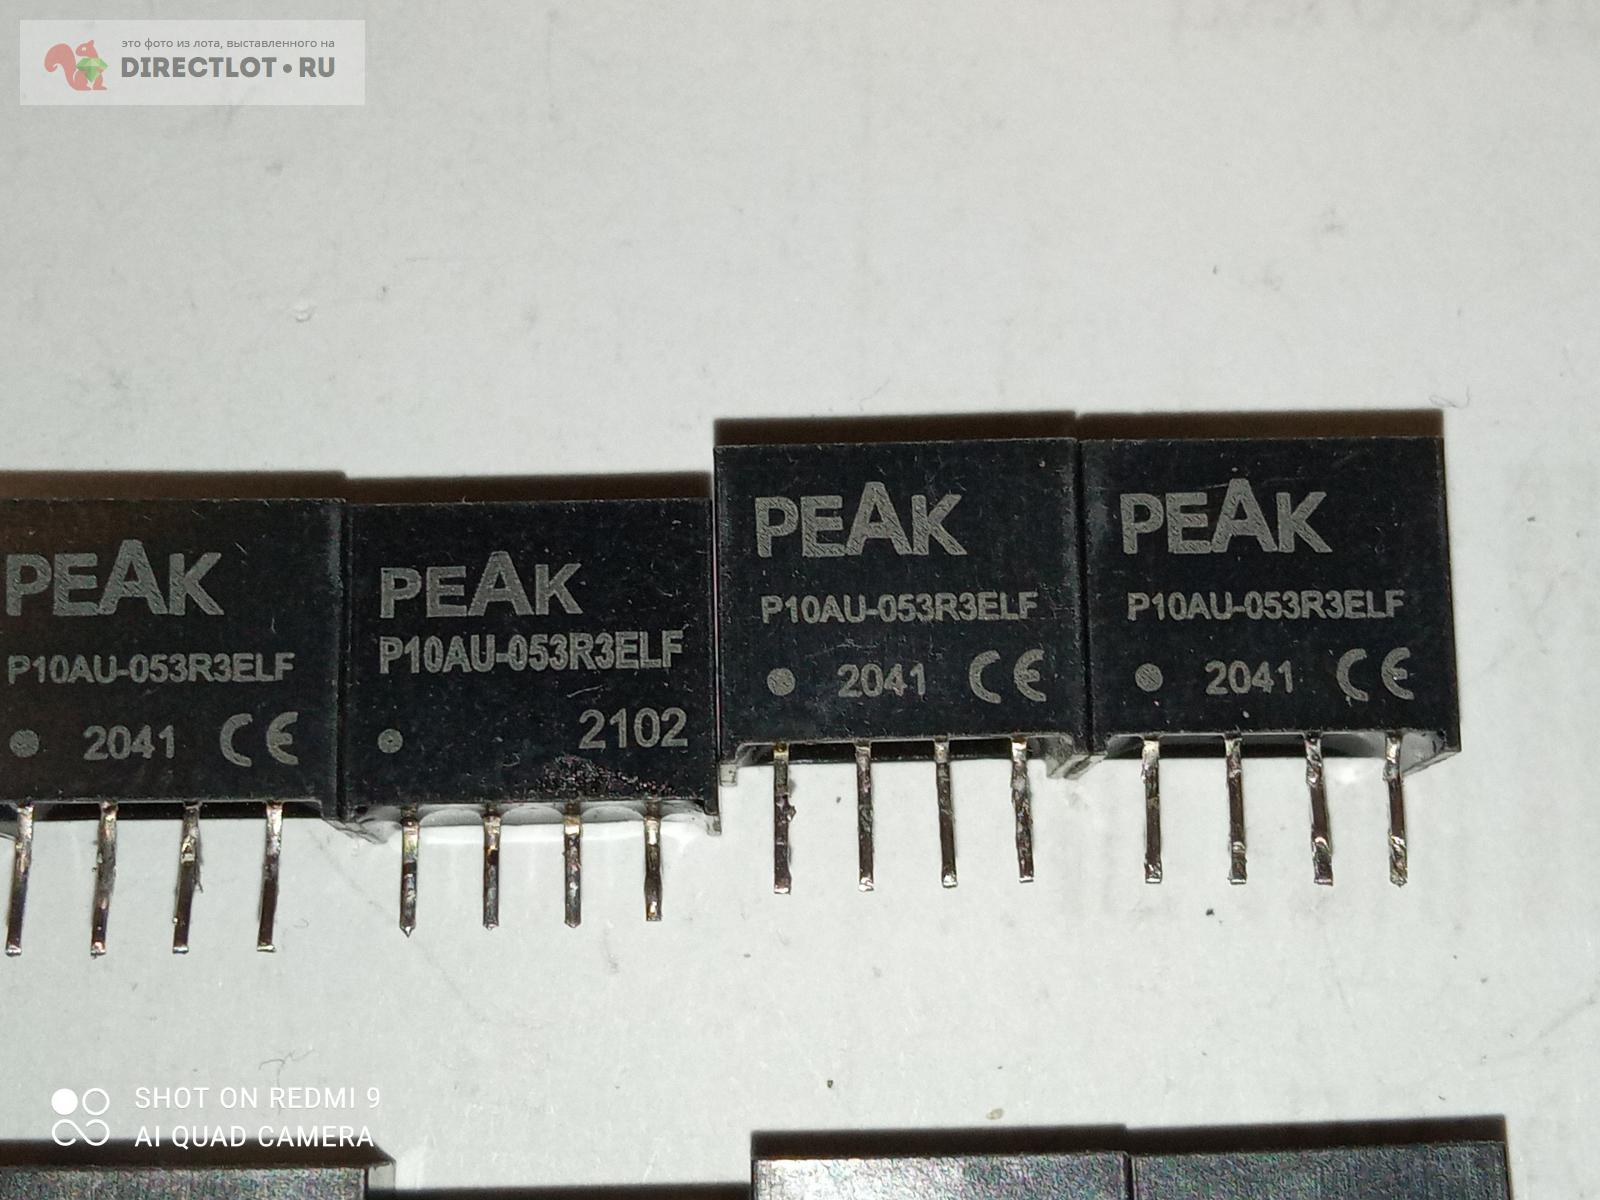 это фото из лота, выставленного на
DIRECTLOT•RU
PEAK
P10AU-053R3ELF
2041 CE
PEAK
P10AU-053R3ELF
2102
PEAK
P10AU-053R3ELF
2041 CE
PEAK
P10AU-053R3ELF
2041 CE
SHOT ON REDMI 9
AI QUAD CAMERA